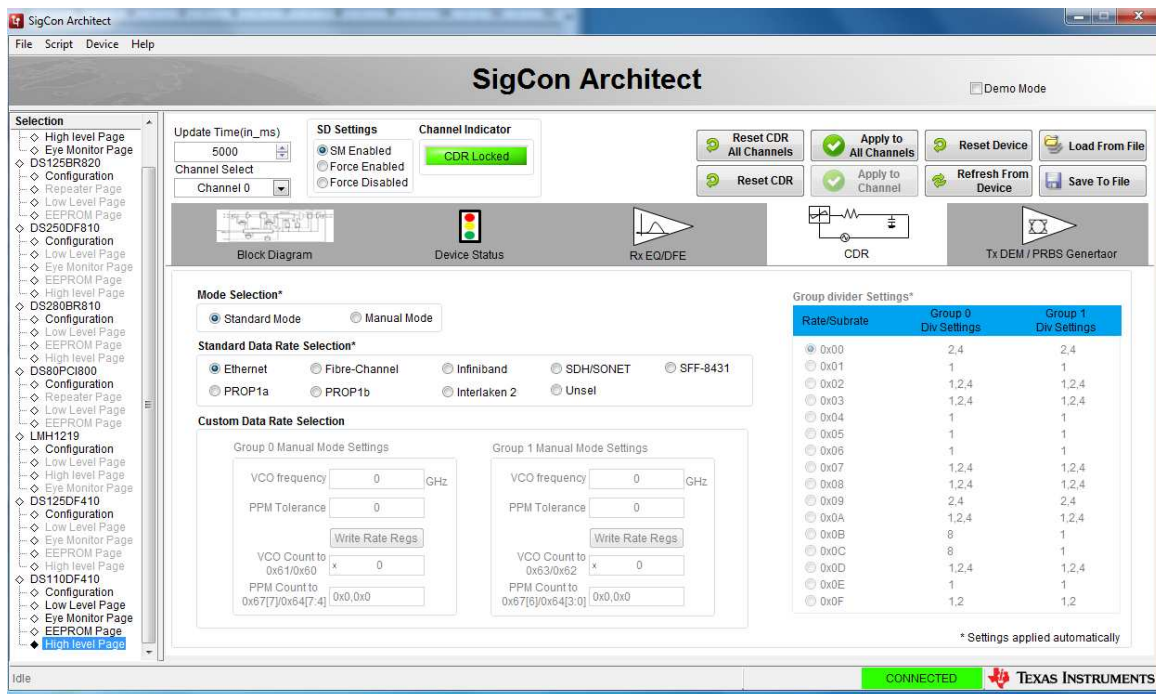 SigCon Architect
File Script Device Help
SigCon Architect
Demo Mode
Selection
High level Page
Eye Monitor Page
DS125BR820
Configuration
Repeater Page
Low Level Page
EEPROM Page
DS250DF810
Configuration
Low Level Page
Eye Monitor Page
EEPROM Page
High level Page
DS280BR810
Configuration
Low Level Page
EEPROM Page
High level Page
DS80PCI800
Configuration
Repeater Page
Low Level Page
EEPROM Page
LMH1219
Configuration
Low Level Page
High level Page
Eye Monitor Page
DS125DF410
Configuration
Low Level Page
Eye Monitor Page
EEPROM Page
High level Page
DS110DF410
Configuration
Low Level Page
Eye Monitor Page
EEPROM Page
High level Page
Update Time(in_ms)
5000
Channel Select
Channel 0
SD Settings
SM Enabled
Force Enabled
Force Disabled
Channel Indicator
CDR Locked
Reset CDR
All Channels
Apply to
All Channels
Reset Device
Load From File
Reset CDR
Apply to
Channel
Refresh From
Device
Save To File
Block Diagram
Device Status
Rx EQ/DFE
CDR
Tx DEM / PRBS Genertaor
Mode Selection*
Standard Mode Manual Mode
Standard Data Rate Selection*
Ethernet Fibre-Channel Infiniband SDH/SONET SFF-8431
PROP1a PROP1b Interlaken 2 Unsel
Custom Data Rate Selection
Group 0 Manual Mode Settings
VCO frequency 0 GHz
PPM Tolerance 0
Write Rate Regs
VCO Count to
0x61/0x60 x 0
PPM Count to
0x67[7]/0x64[7:4] 0x0,0x0
Group 1 Manual Mode Settings
VCO frequency 0 GHz
PPM Tolerance 0
Write Rate Regs
VCO Count to
0x63/0x62 x 0
PPM Count to
0x67[6]/0x64[3:0] 0x0,0x0
Group divider Settings*
Rate/Subrate Group 0 Div Settings Group 1 Div Settings
0x00 2,4 2,4
0x01 1 1
0x02 1,2,4 1,2,4
0x03 1,2,4 1,2,4
0x04 1 1
0x05 1 1
0x06 1 1
0x07 1,2,4 1,2,4
0x08 1,2,4 1,2,4
0x09 2,4 2,4
0x0A 1,2,4 1,2,4
0x0B 8 1
0x0C 8 1
0x0D 1,2,4 1,2,4
0x0E 1 1
0x0F 1,2 1,2
* Settings applied automatically
Idle
CONNECTED
TEXAS INSTRUMENTS